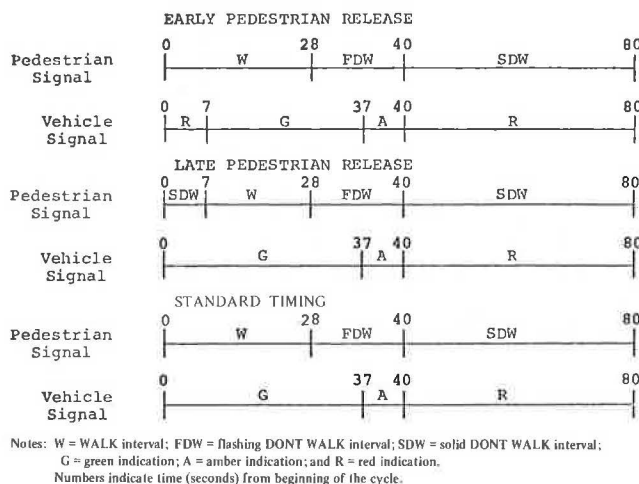 EARLY PEDESTRIAN RELEASE
0 28 40 80
Pedestrian Signal W FDW SDW
0 7 37 40 80
Vehicle Signal R G A R
LATE PEDESTRIAN RELEASE
0 7 28 40 80
Pedestrian Signal SDW W FDW SDW
0 37 40 80
Vehicle Signal G A R
STANDARD TIMING
0 28 40 80
Pedestrian Signal W FDW SDW
0 37 40 80
Vehicle Signal G A R
Notes: W = WALK interval; FDW = flashing DONT WALK interval; SDW = solid DONT WALK interval;
G = green indication; A = amber indication; and R = red indication.
Numbers indicate time (seconds) from beginning of the cycle.